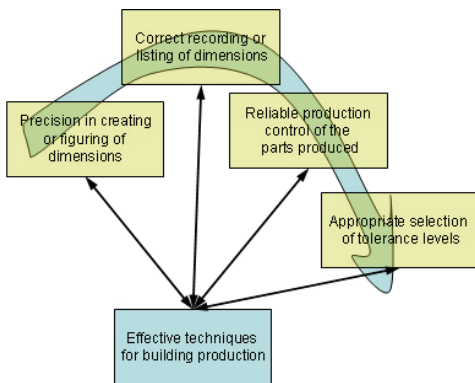 Correct recording or
listing of dimensions
Precision in creating
or figuring of
dimensions
Reliable production
control of the
parts produced
Appropriate selection
of tolerance levels
Effective techniques
for building production